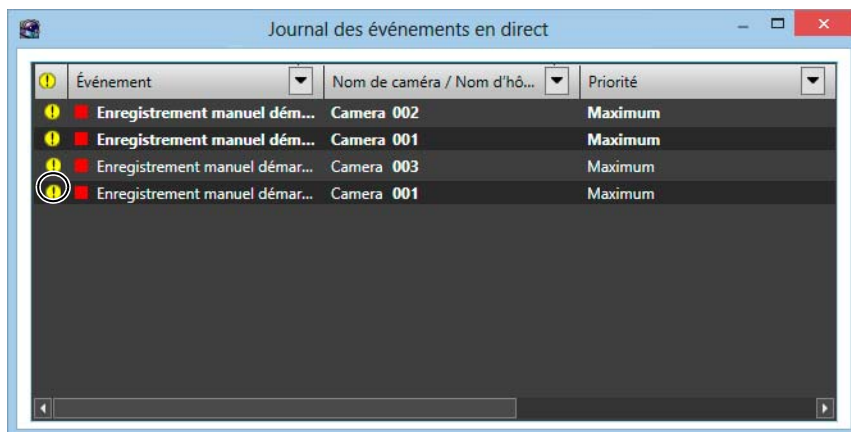 Journal des événements en direct
Événement Nom de caméra / Nom d'hô... Priorité
Enregistrement manuel dém... Camera 002 Maximum
Enregistrement manuel dém... Camera 001 Maximum
Enregistrement manuel démar... Camera 003 Maximum
Enregistrement manuel démar... Camera 001 Maximum